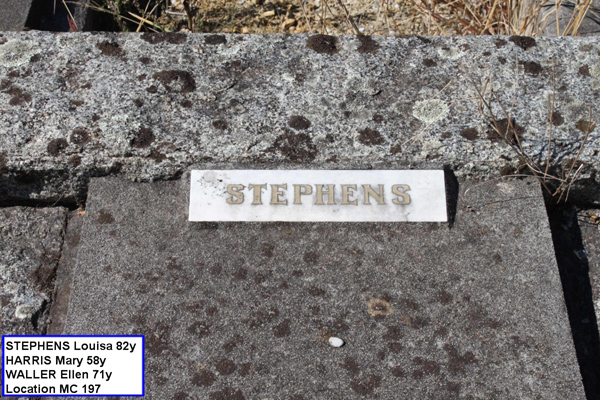 STEPHENS
STEPHENS Louisa 82y
HARRIS Mary 58y
WALLER Ellen 71y
Location MC 197